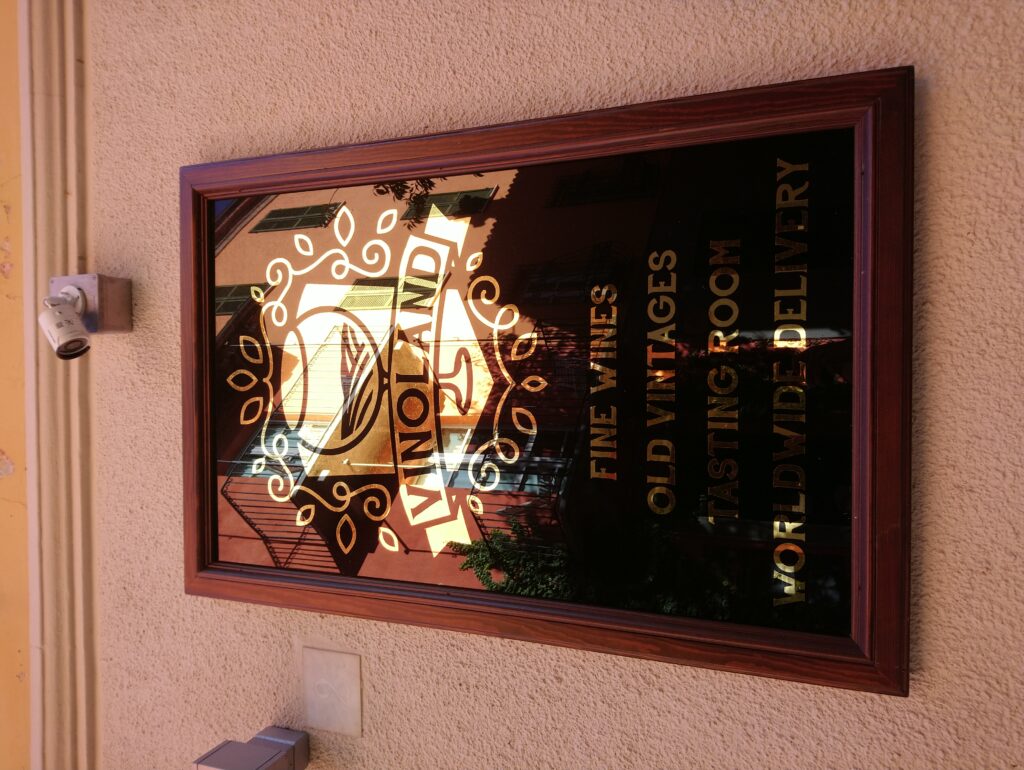 VINOLAND
FINE WINES
OLD VINTAGES
TASTING ROOM
WORLDWIDE DELIVERY